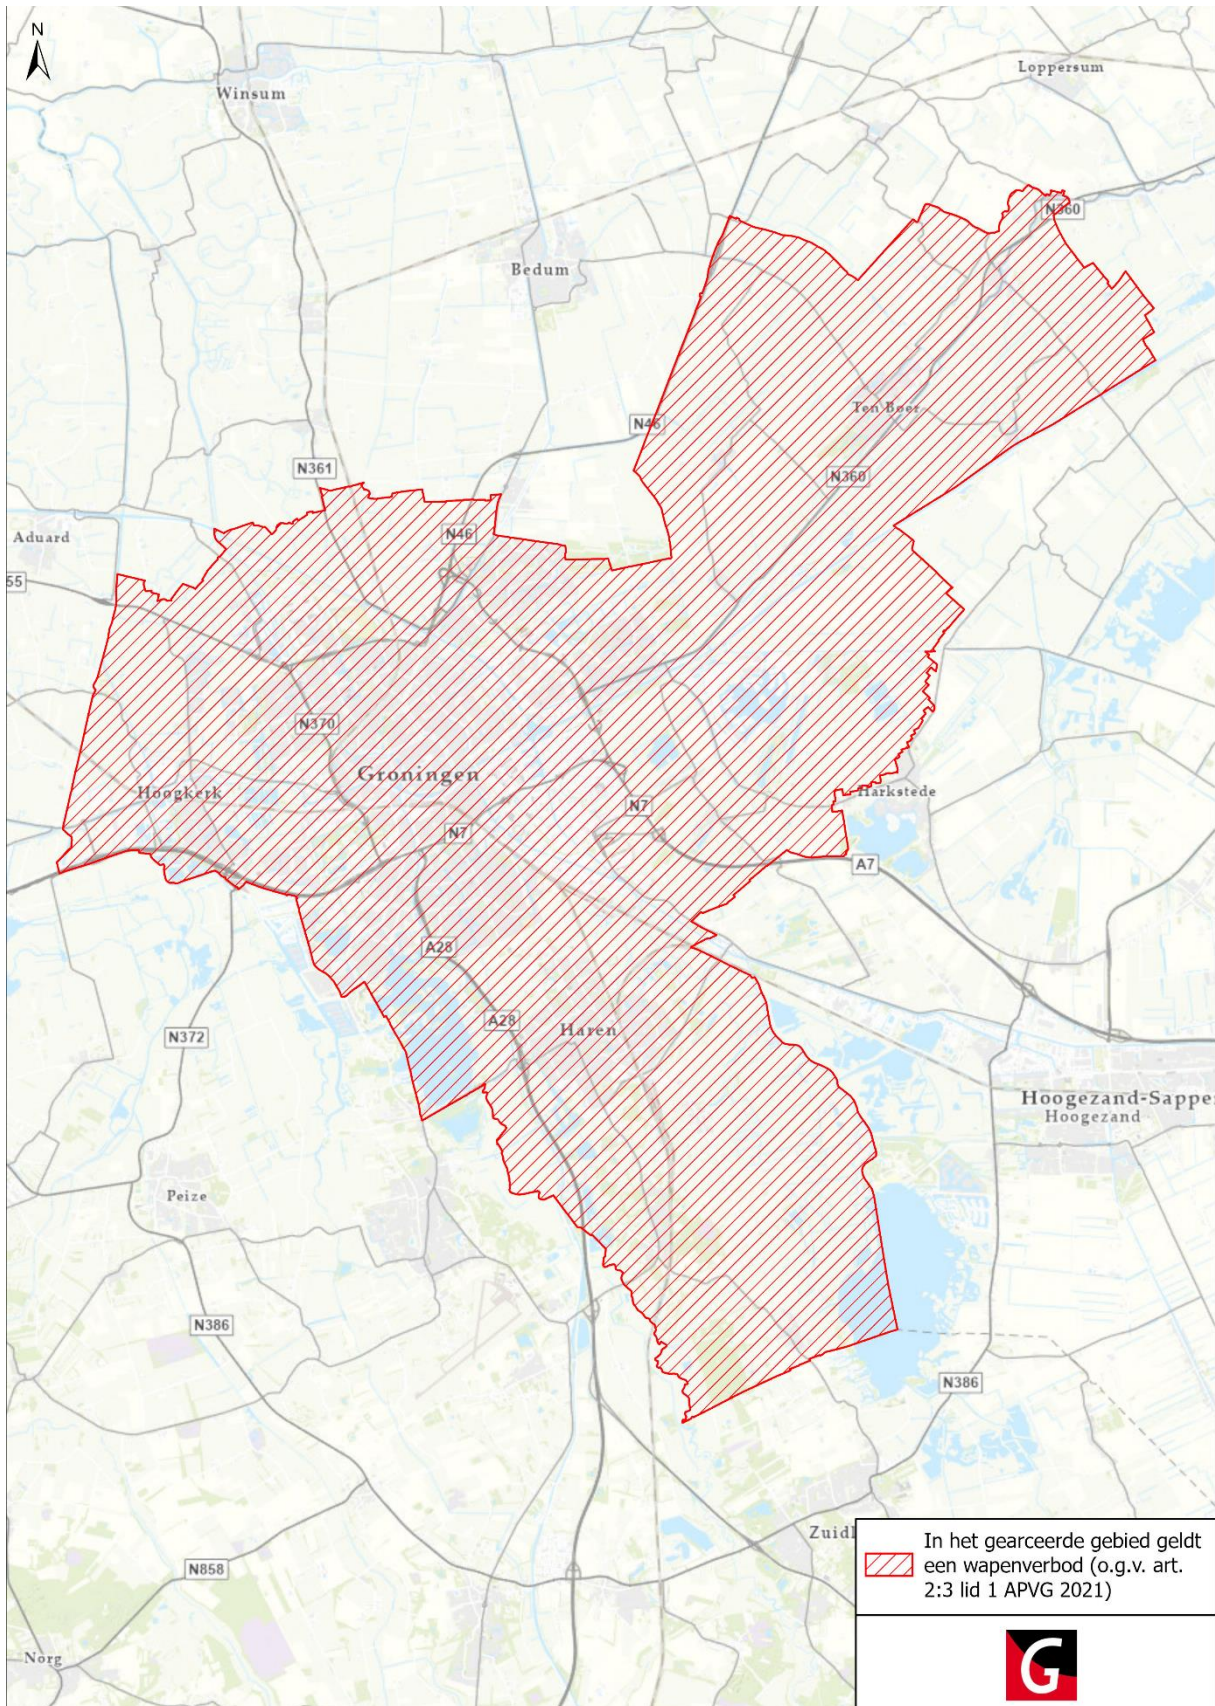 N
Winsum
Loppersum
N360
Bedum
Ten Boer
N46
N361
N360
Aduard
N46
55
N370
Groningen
Hoogkerk
Harkstede
N7
N7
A7
A28
A28
Haren
N372
Hoogezand-Sapper
Hoogezand
Peize
N386
N386
Zuidl
N858
Norg
In het gearceerde gebied geldt
een wapenverbod (o.g.v. art.
2:3 lid 1 APVG 2021)
G